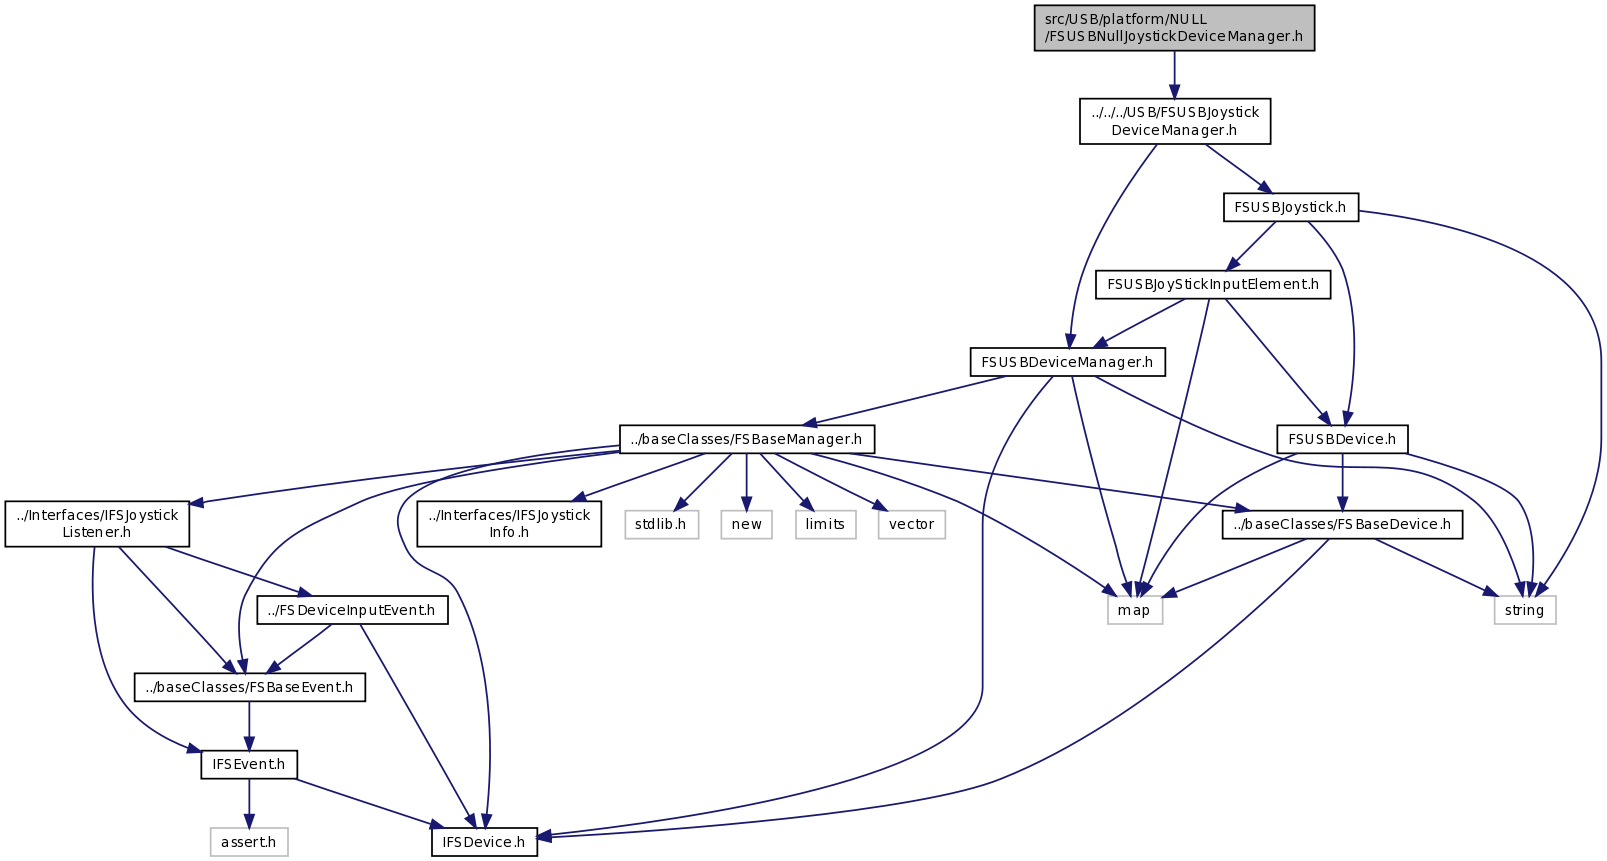 src/USB/platform/NULL
/FSUSBNullJoystickDeviceManager.h
../../../USB/FSUSBJoystick
DeviceManager.h
FSUSBJoystick.h
FSUSBJoyStickInputElement.h
FSUSBDeviceManager.h
../baseClasses/FSBaseManager.h
FSUSBDevice.h
../Interfaces/IFSJoystick
Listener.h
../Interfaces/IFSJoystick
Info.h
stdlib.h
new
limits
vector
../baseClasses/FSBaseDevice.h
../FSDeviceInputEvent.h
map
string
../baseClasses/FSBaseEvent.h
IFSEvent.h
assert.h
IFSDevice.h